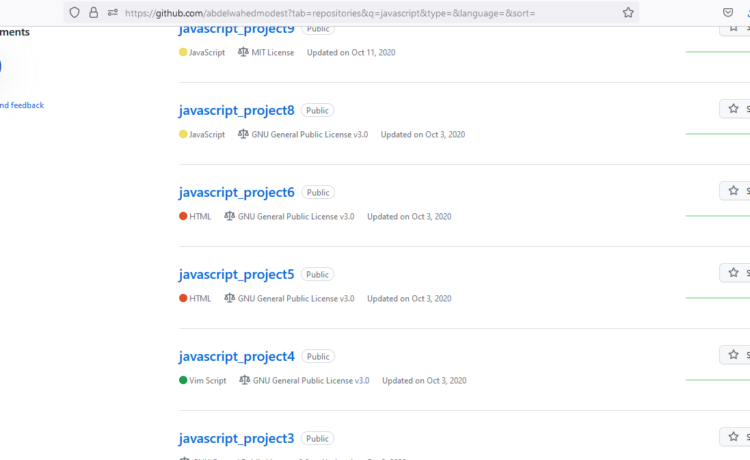 https://github.com/abdelwahedmodest?tab=repositories&q=javascript&type=&language=&sort=
ments
nd feedback
javascript_project9 Public
JavaScript MIT License Updated on Oct 11, 2020
javascript_project8 Public
JavaScript GNU General Public License v3.0 Updated on Oct 3, 2020
javascript_project6 Public
HTML GNU General Public License v3.0 Updated on Oct 3, 2020
javascript_project5 Public
HTML GNU General Public License v3.0 Updated on Oct 3, 2020
javascript_project4 Public
Vim Script GNU General Public License v3.0 Updated on Oct 3, 2020
javascript_project3 Public